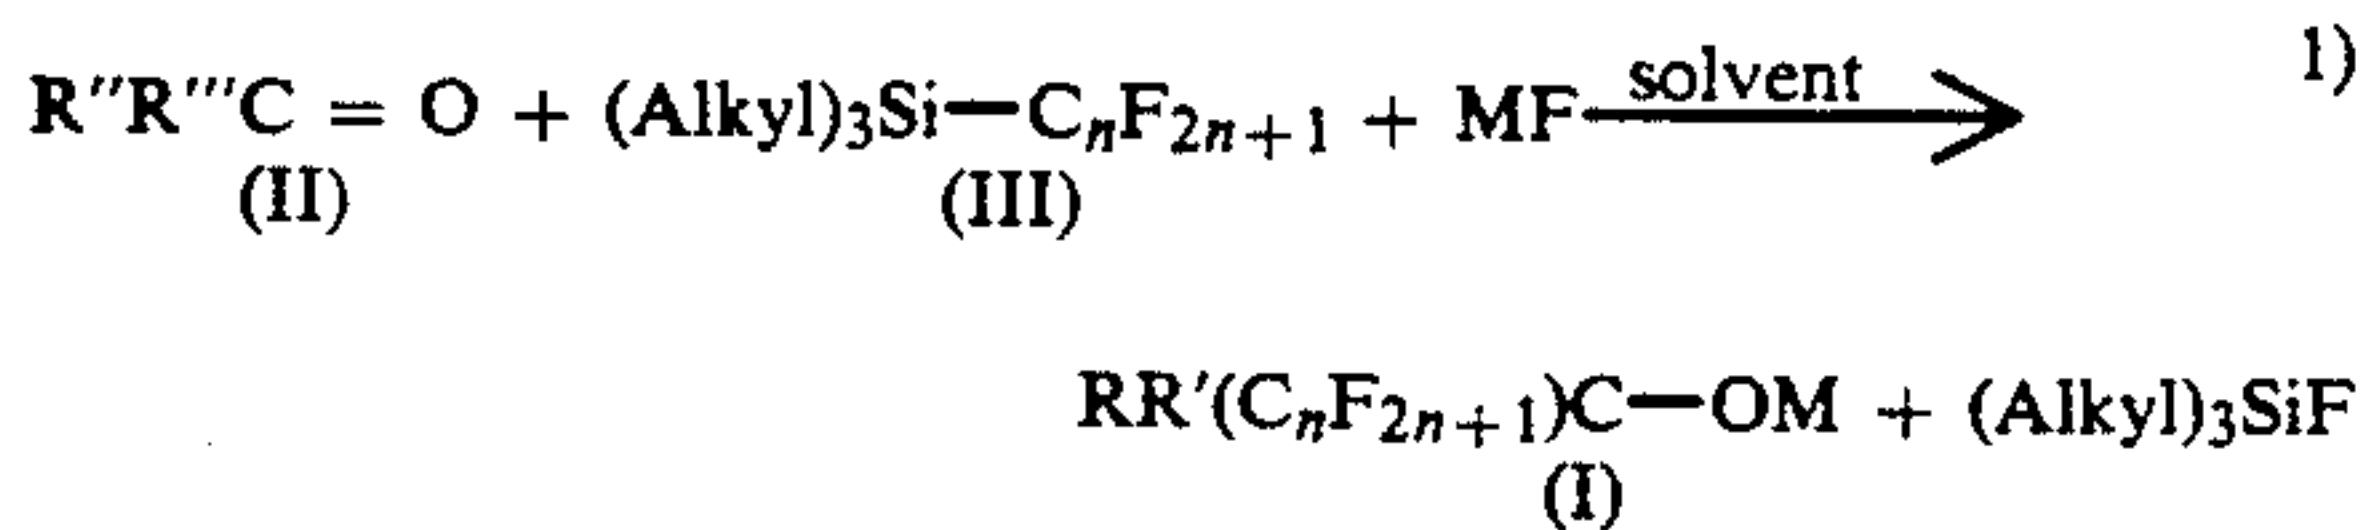 R″R‴C = O + (Alkyl)₃Si—CₙF₂ₙ₊₁ + MF —solvent→ 1)
(II) (III)
RR′(CₙF₂ₙ₊₁)C—OM + (Alkyl)₃SiF
(I)